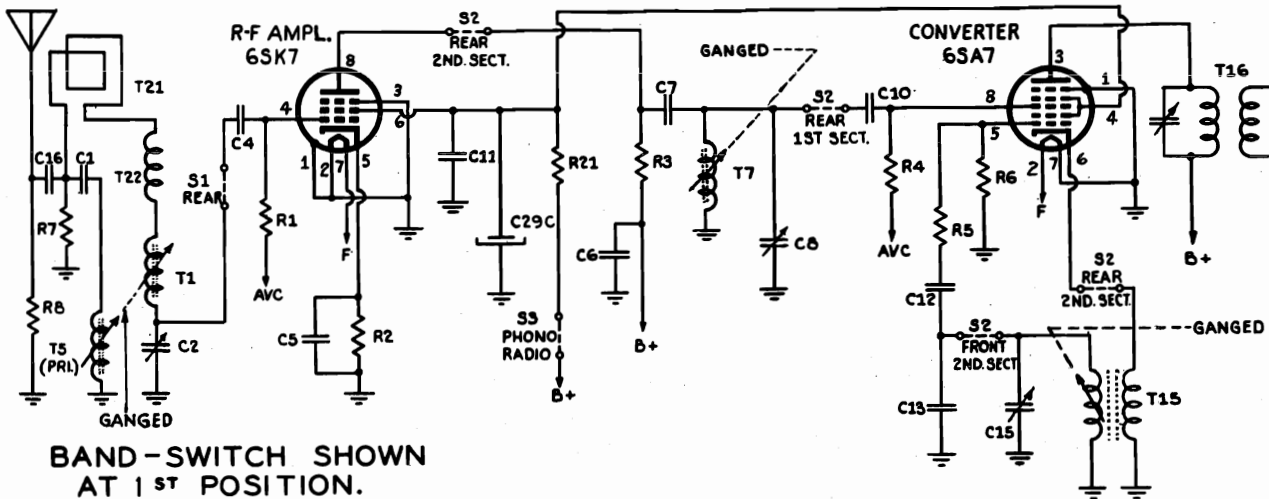 R-F AMPL.
6SK7
S2
REAR
2ND. SECT.
GANGED
CONVERTER
6SA7
T16
T21
8
3
6
4
1
2
7
5
C4
C16
C1
T22
S1
REAR
R7
R1
AVC
F
C11
C29C
R21
R3
C7
T7
C6
C8
S2
REAR
1ST SECT.
C10
R4
AVC
3
1
8
4
5
2
7
6
F
R6
R5
B+
R8
T5
(PRI.)
T1
C2
GANGED
C5
R2
S3
PHONO
RADIO
B+
B+
C12
S2
FRONT
2ND. SECT.
S2
REAR
2ND. SECT.
GANGED
C13
C15
T15
BAND-SWITCH SHOWN
AT 1ST POSITION.